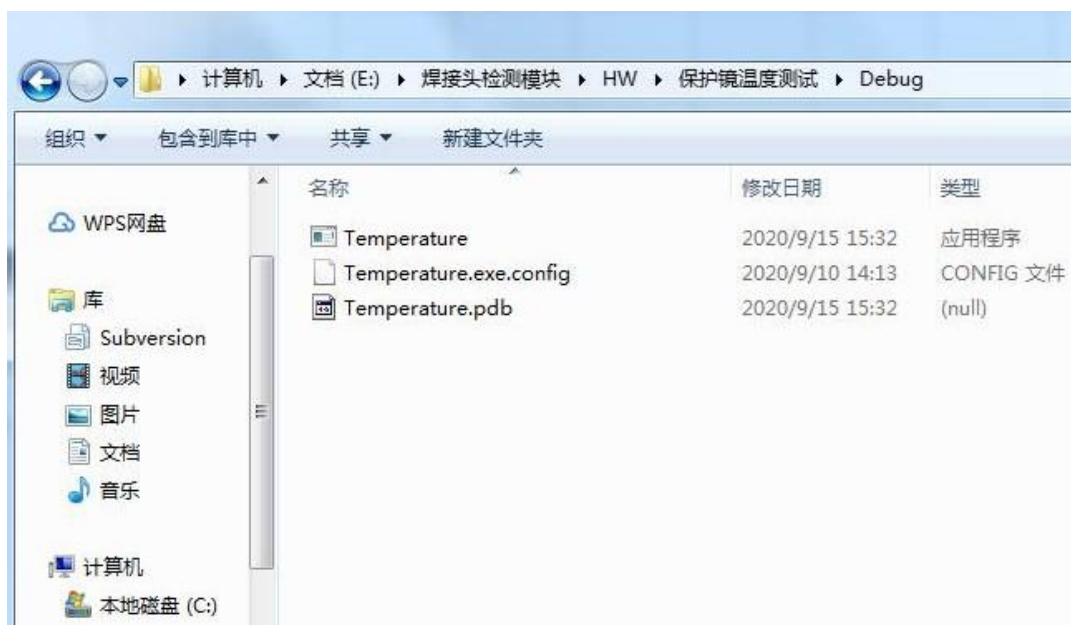 计算机 文档 (E:) 焊接头检测模块 HW 保护镜温度测试 Debug
组织 包含到库中 共享 新建文件夹
名称 修改日期 类型
WPS网盘
Temperature 2020/9/15 15:32 应用程序
Temperature.exe.config 2020/9/10 14:13 CONFIG 文件
库
Temperature.pdb 2020/9/15 15:32 (null)
Subversion
视频
图片
文档
音乐
计算机
本地磁盘 (C:)